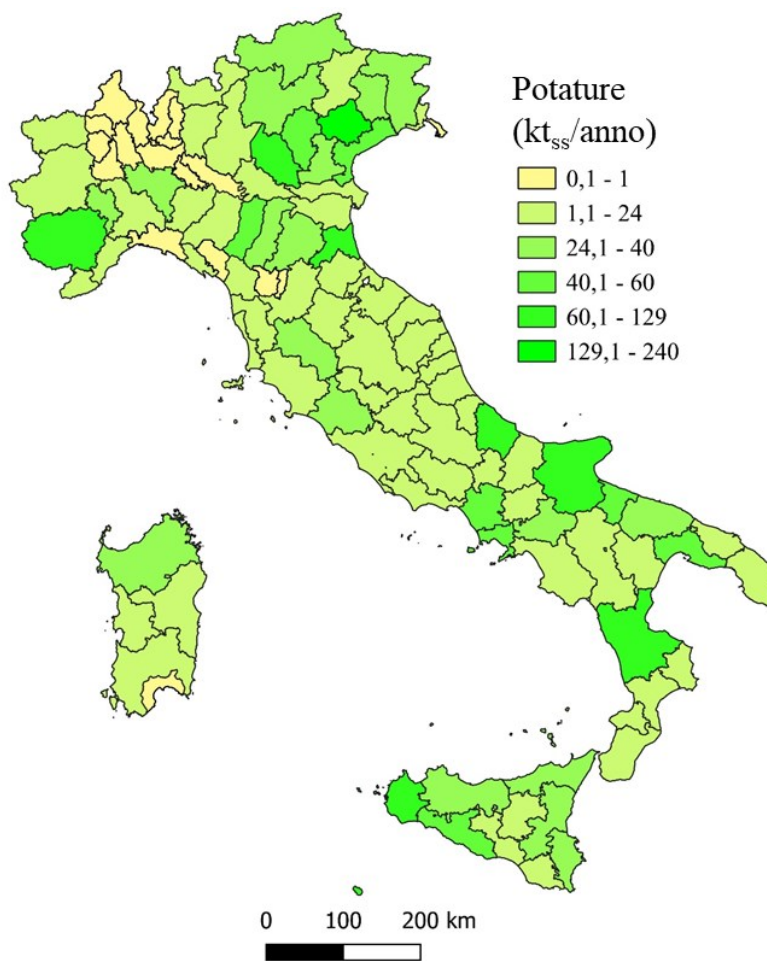 Potature
(ktss/anno)
0,1 - 1
1,1 - 24
24,1 - 40
40,1 - 60
60,1 - 129
129,1 - 240
0 100 200 km